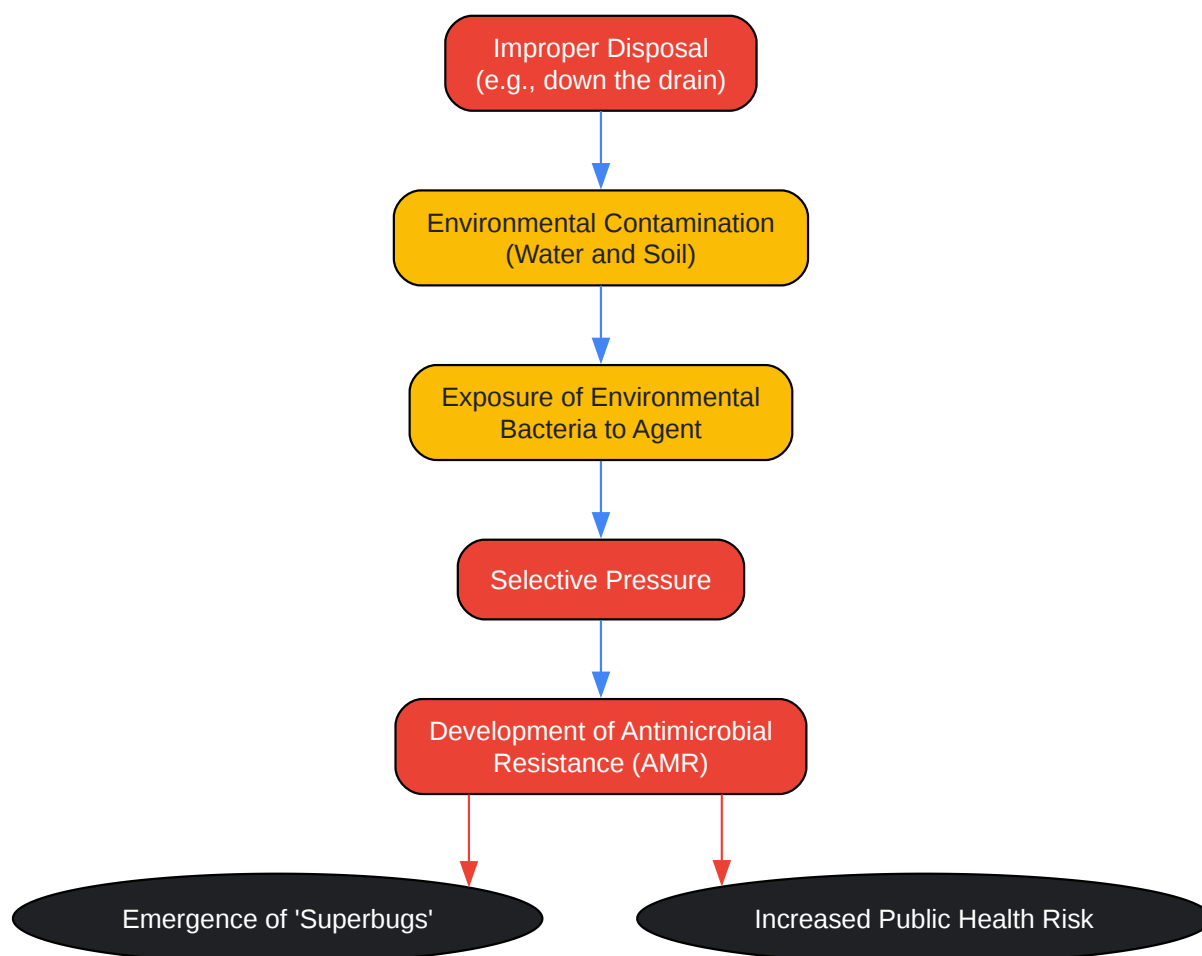 Improper Disposal
(e.g., down the drain)
Environmental Contamination
(Water and Soil)
Exposure of Environmental
Bacteria to Agent
Selective Pressure
Development of Antimicrobial
Resistance (AMR)
Emergence of 'Superbugs'
Increased Public Health Risk